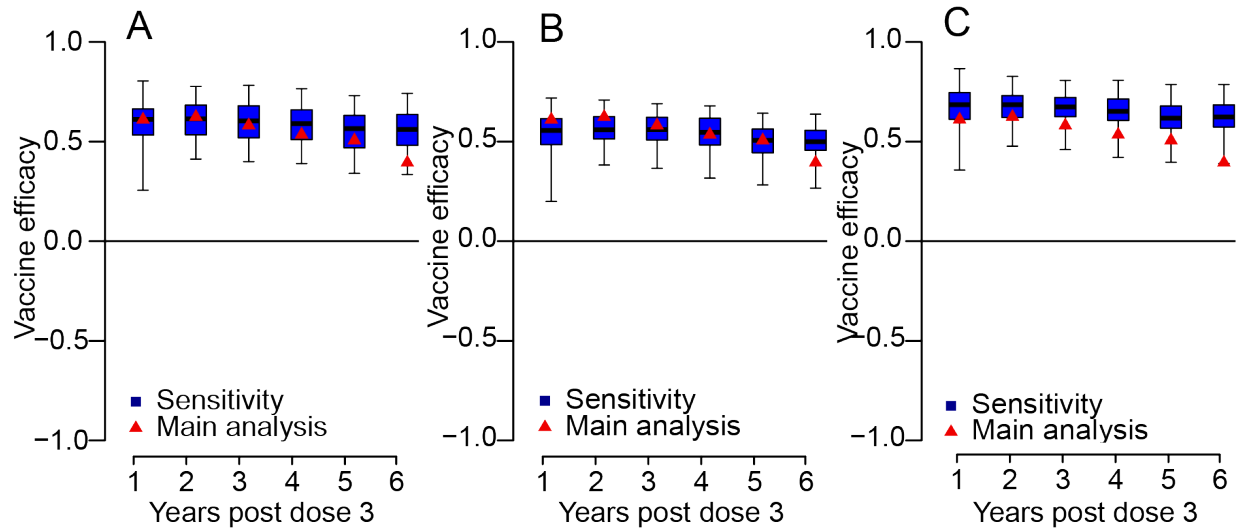 A
1.0
0.5
0.0
−0.5
−1.0
Vaccine efficacy
Sensitivity
Main analysis
1 2 3 4 5 6
Years post dose 3
B
1.0
0.5
0.0
−0.5
−1.0
Vaccine efficacy
Sensitivity
Main analysis
1 2 3 4 5 6
Years post dose 3
C
1.0
0.5
0.0
−0.5
−1.0
Vaccine efficacy
Sensitivity
Main analysis
1 2 3 4 5 6
Years post dose 3